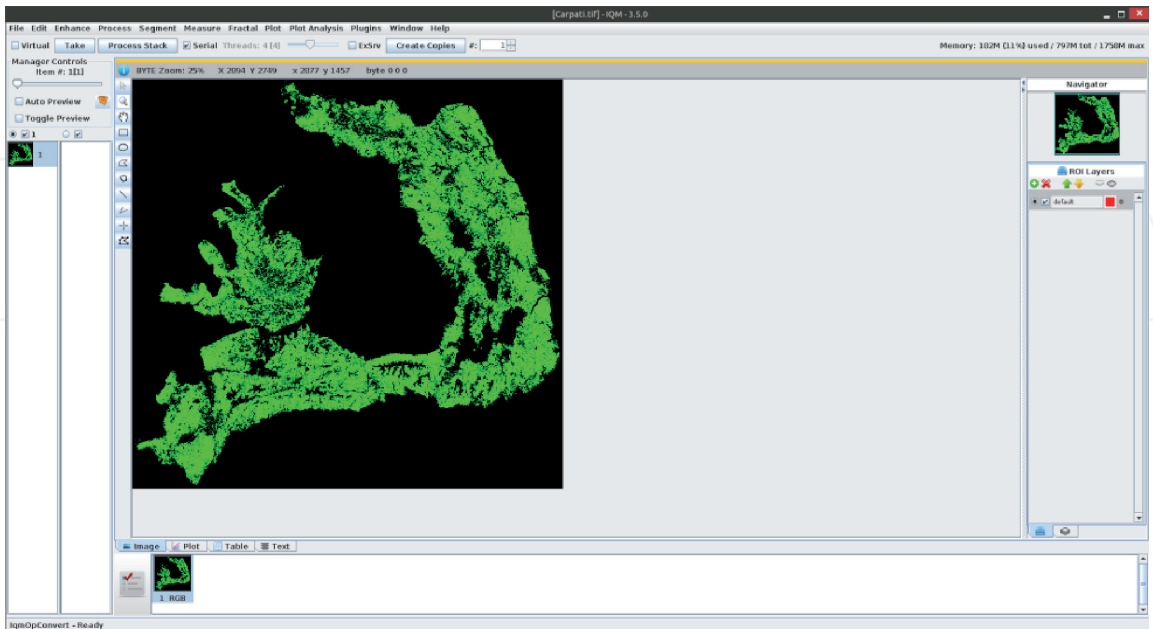 [Carpati.tif] - IQM - 3.5.0
File Edit Enhance Process Segment Measure Fractal Plot Plot Analysis Plugins Window Help
Virtual Take Process Stack Serial Threads: 4 [4] ExSrv Create Copies #: 1 Memory: 182M (11%) used / 797M tot / 1750M max
Manager Controls
Item #: 1[1]
BYTE Zoom: 25% X 2094 Y 2749 x 2077 y 1457 byte 0 0 0
Navigator
Auto Preview
Toggle Preview
1
1
ROI Layers
default
Image Plot Table Text
1 RGB
IqmOpConvert - Ready